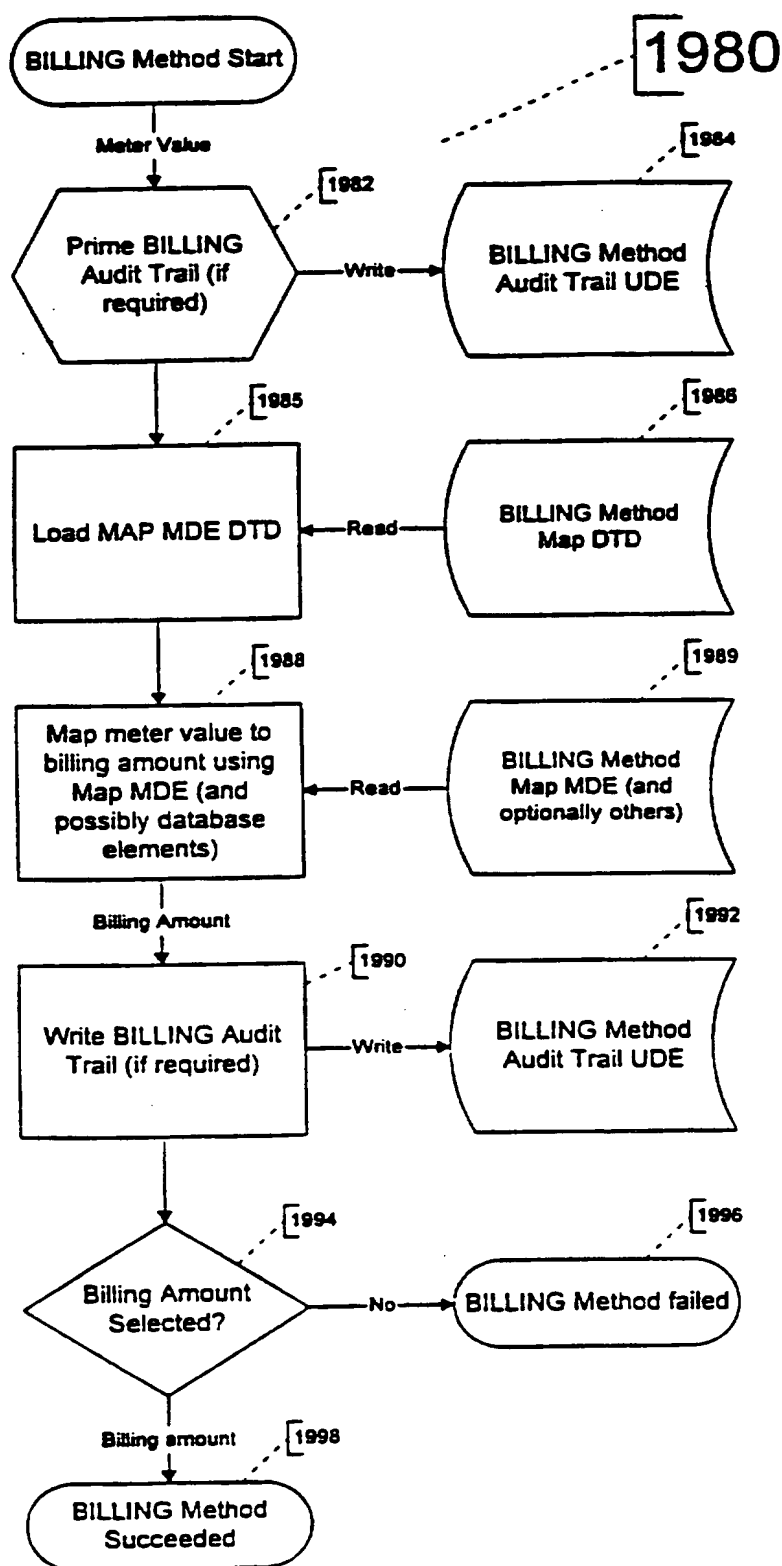 BILLING Method Start
1980
Meter Value
1982
1984
Prime BILLING
Audit Trail (if
required)
Write
BILLING Method
Audit Trail UDE
1985
1986
Load MAP MDE DTD
Read
BILLING Method
Map DTD
1988
1989
Map meter value to
billing amount using
Map MDE (and
possibly database
elements)
Read
BILLING Method
Map MDE (and
optionally others)
Billing Amount
1990
1992
Write BILLING Audit
Trail (if required)
Write
BILLING Method
Audit Trail UDE
1994
1996
Billing Amount
Selected?
No
BILLING Method failed
Billing amount
1998
BILLING Method
Succeeded